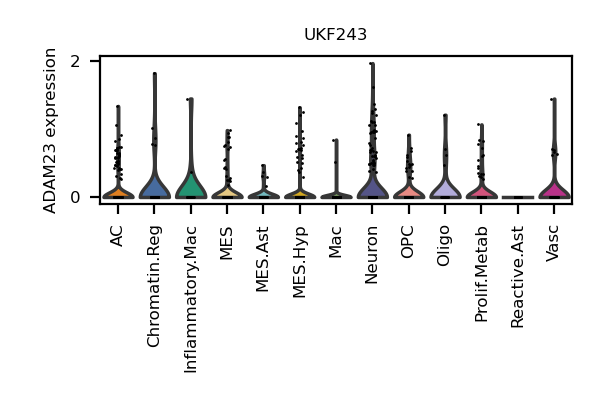 UKF243
ADAM23 expression
2
0
AC
Chromatin.Reg
Inflammatory.Mac
MES
MES.Ast
MES.Hyp
Mac
Neuron
OPC
Oligo
Prolif.Metab
Reactive.Ast
Vasc